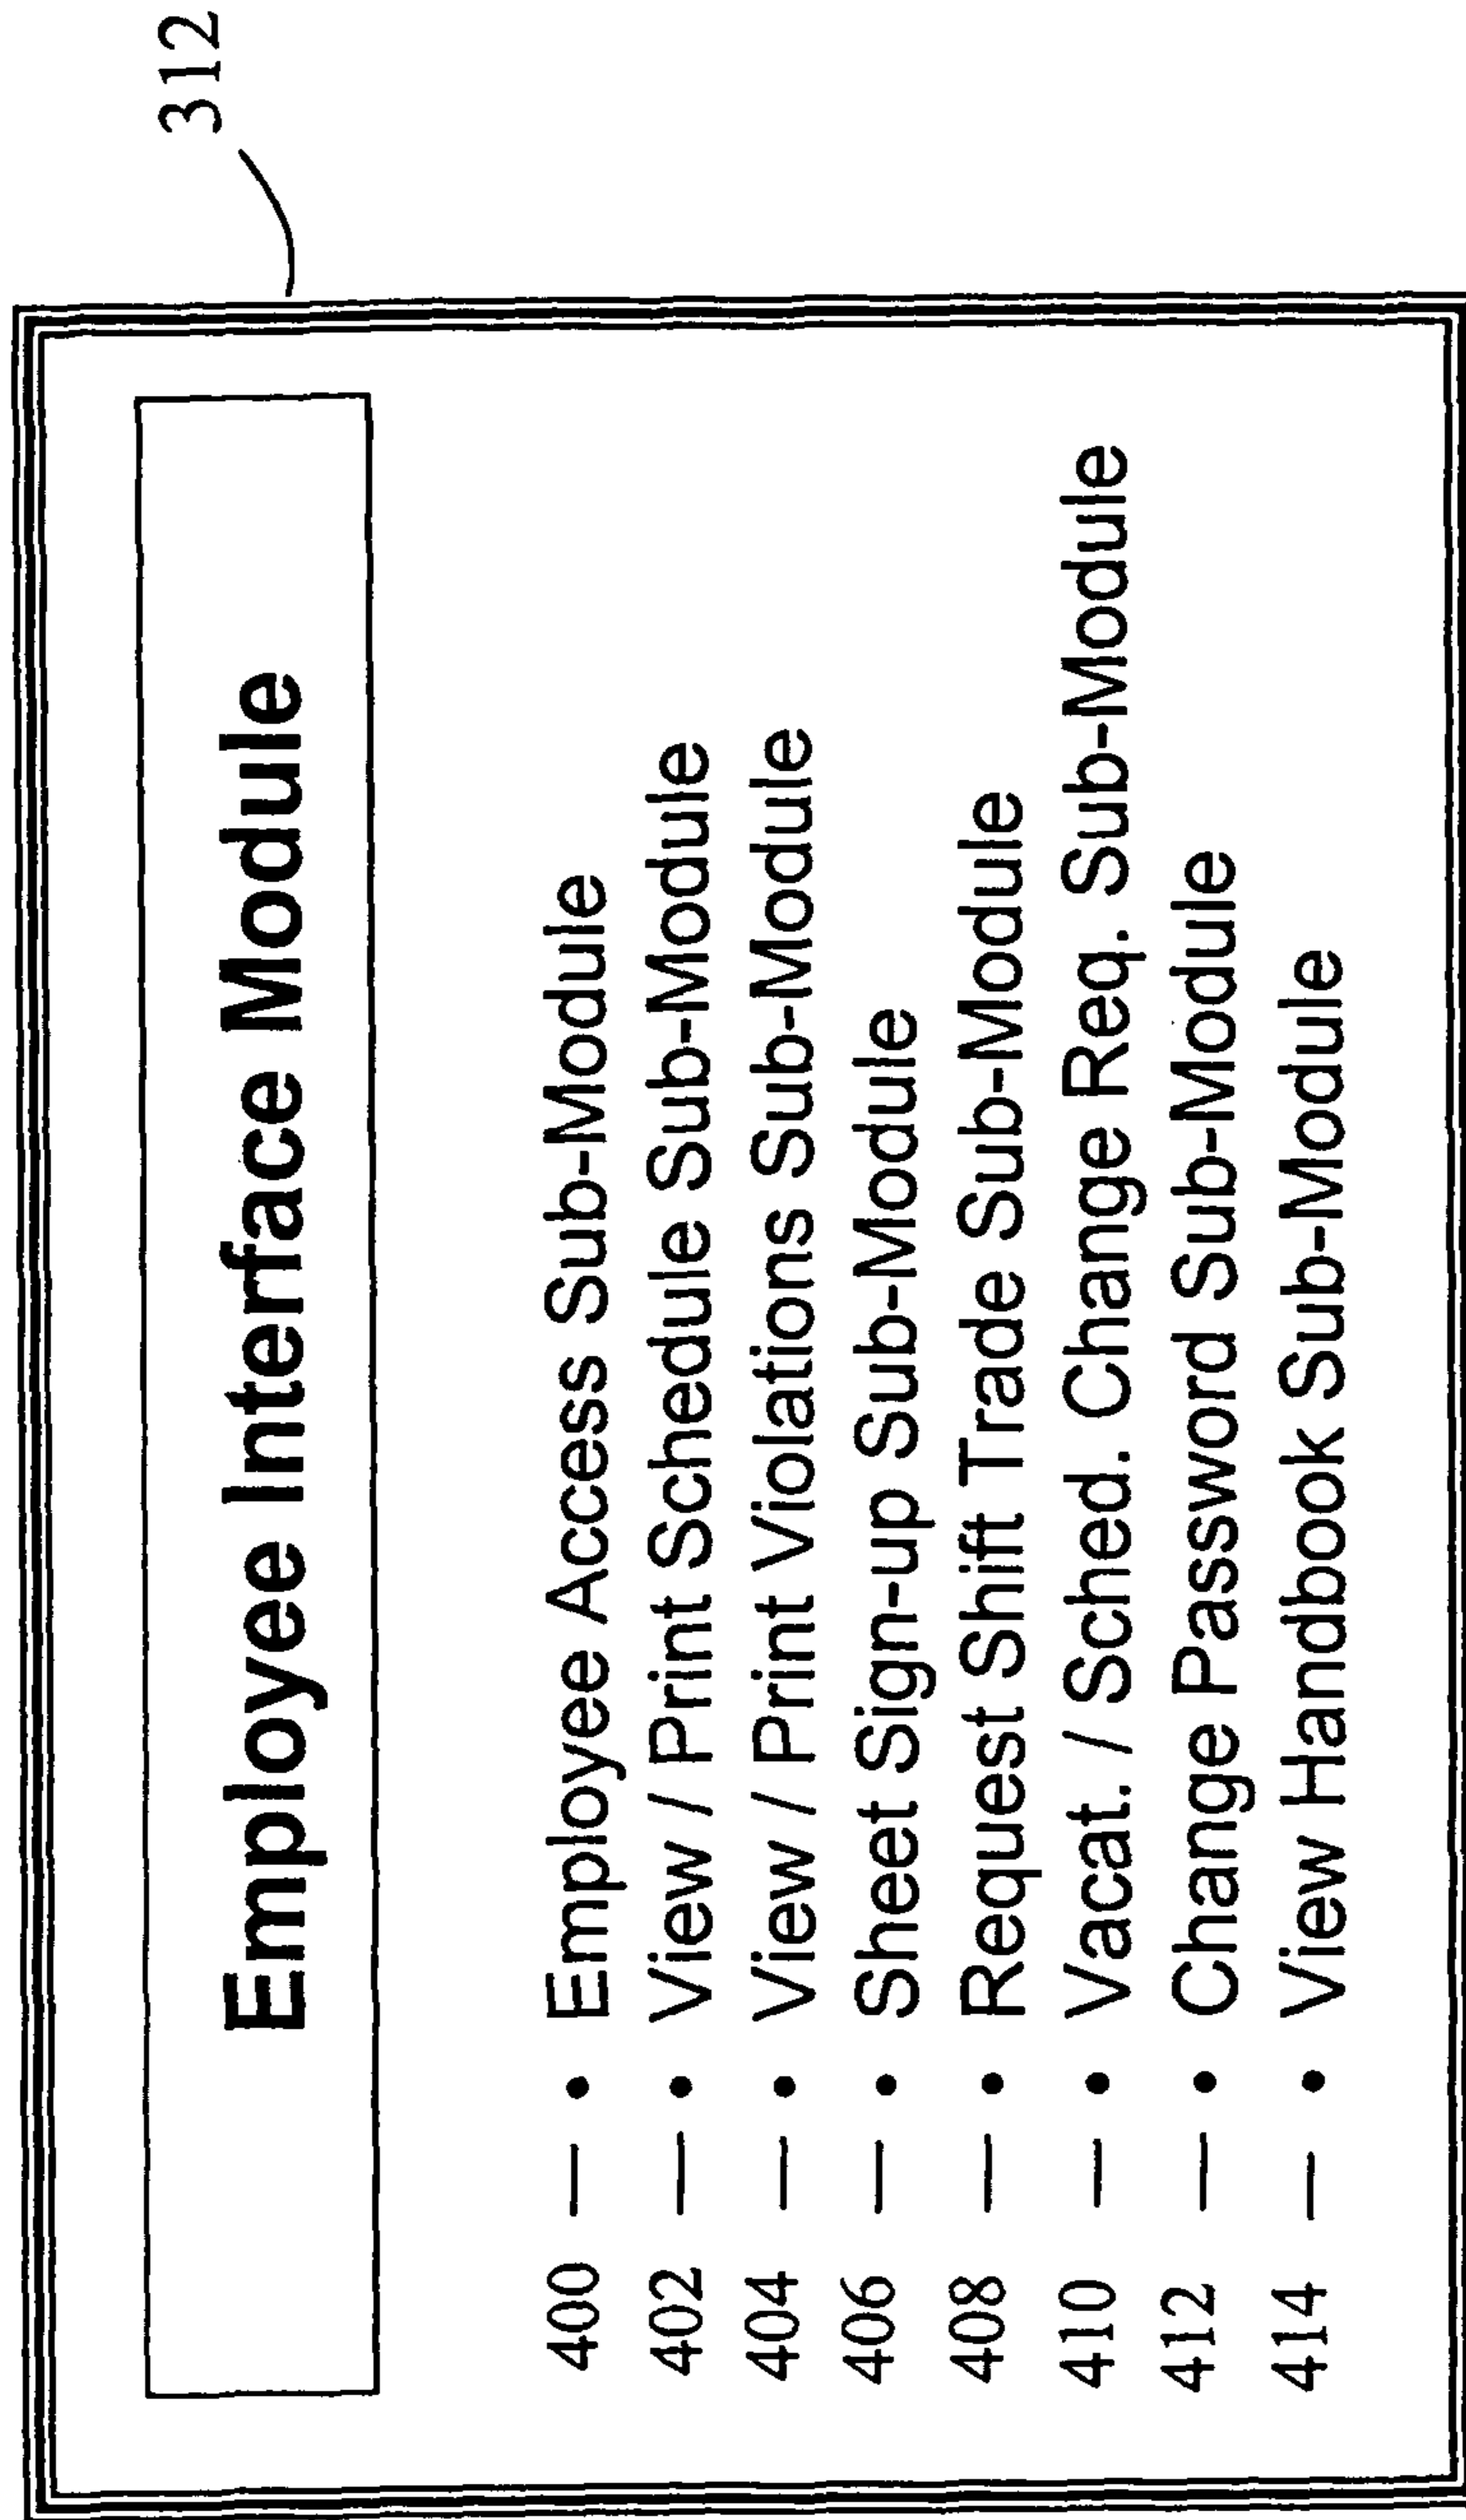 312
Employee Interface Module
400 — • Employee Access Sub-Module
402 — • View / Print Schedule Sub-Module
404 — • View / Print Violations Sub-Module
406 — • Sheet Sign-up Sub-Module
408 — • Request Shift Trade Sub-Module
410 — • Vacat. / Sched. Change Req. Sub-Module
412 — • Change Password Sub-Module
414 — • View Handbook Sub-Module